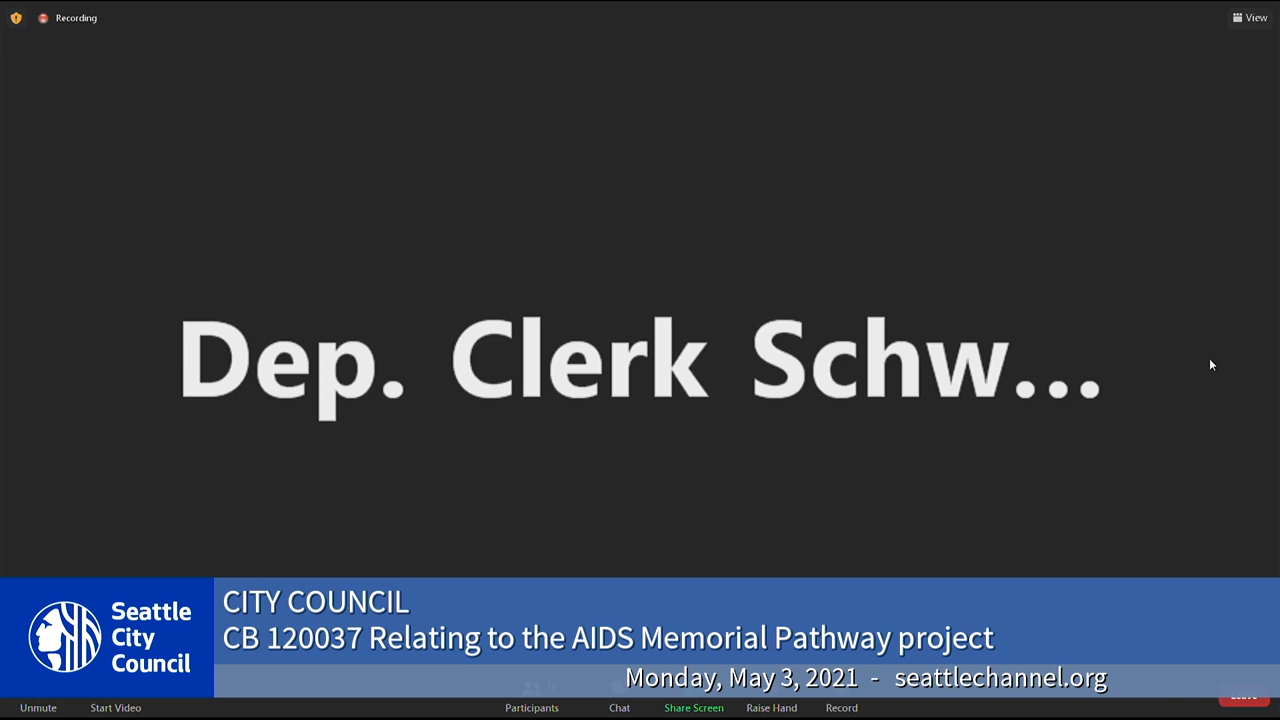 Recording
View
Dep. Clerk Schw...
Seattle
City
Council
CITY COUNCIL
CB 120037 Relating to the AIDS Memorial Pathway project
Monday, May 3, 2021 - seattlechannel.org
Leave
Unmute
Start Video
Participants
Chat
Share Screen
Raise Hand
Record